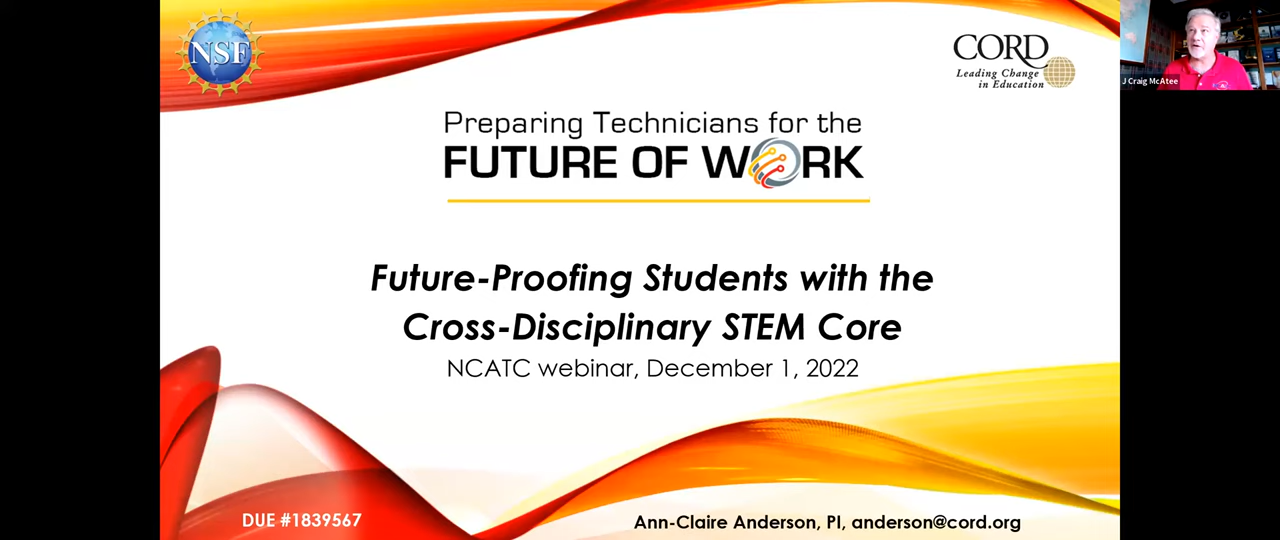 NSF
CORD
Leading Change
in Education
J Craig McAtee
Preparing Technicians for the
FUTURE OF WORK
Future-Proofing Students with the
Cross-Disciplinary STEM Core
NCATC webinar, December 1, 2022
DUE #1839567
Ann-Claire Anderson, PI, anderson@cord.org